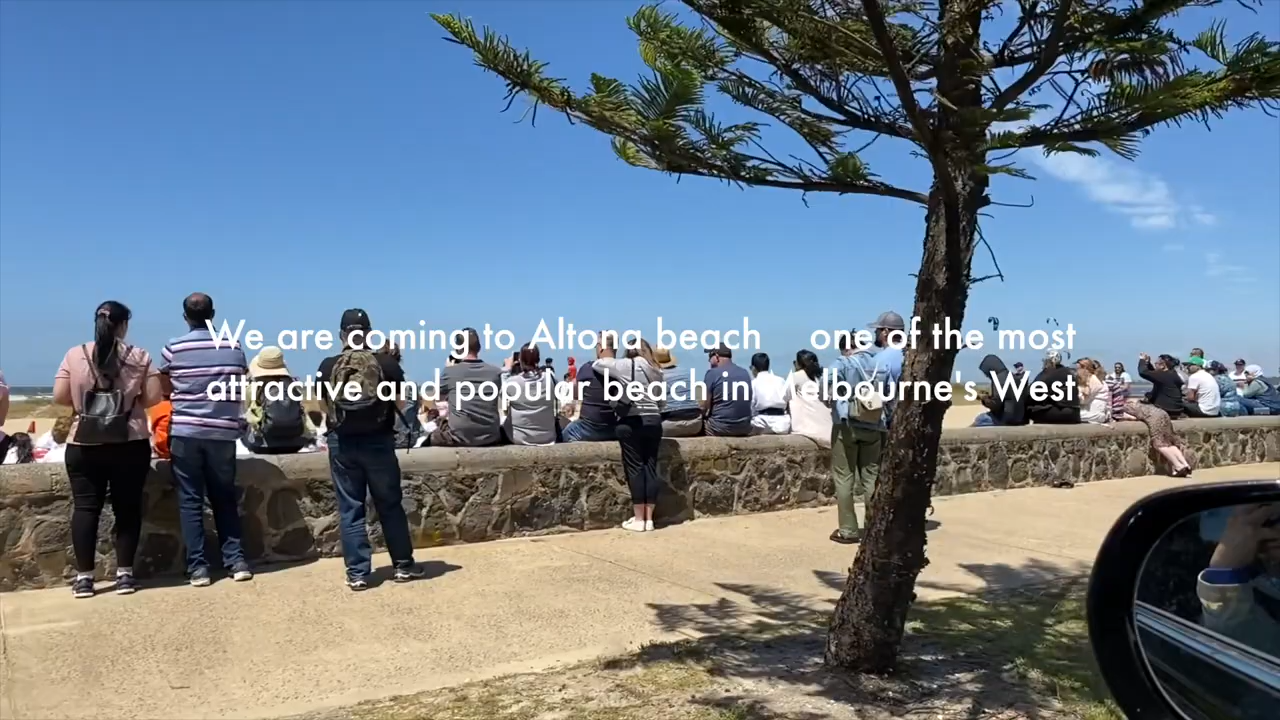 We are coming to Altona beach one of the most
attractive and popular beach in Melbourne's West